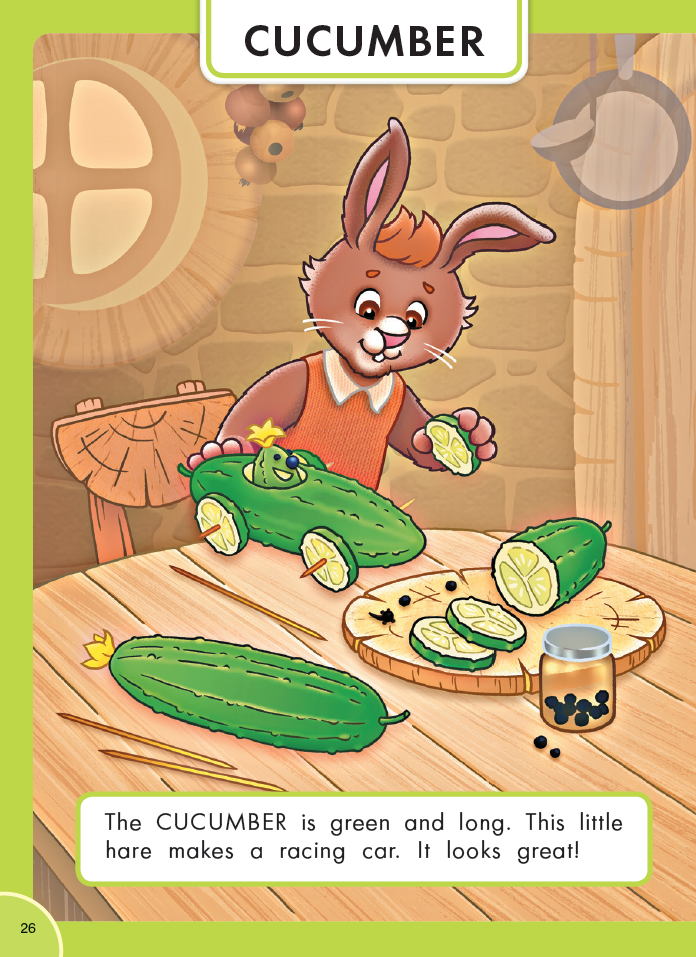 CUCUMBER
The CUCUMBER is green and long. This little
hare makes a racing car. It looks great!
26